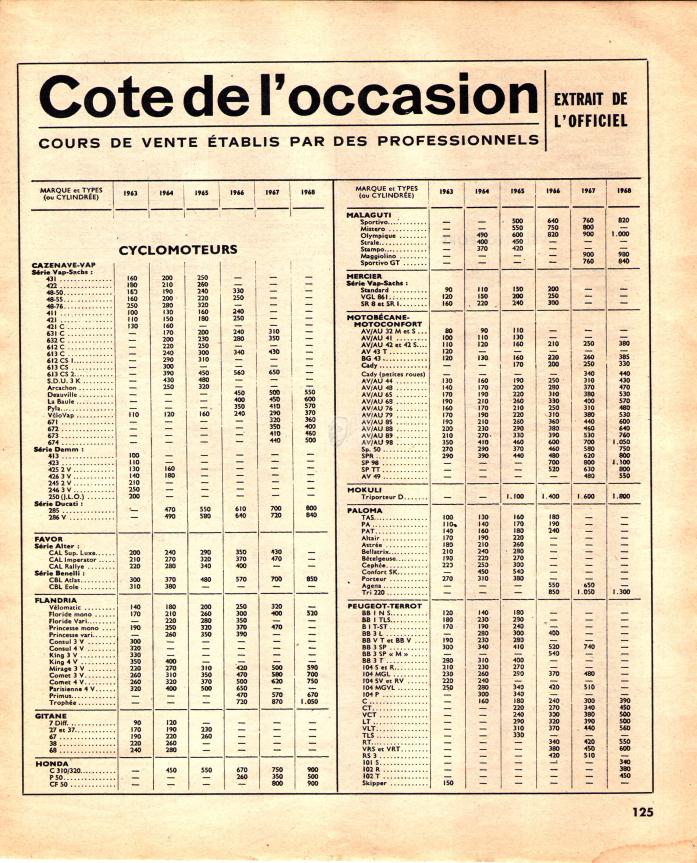 Cote de l'occasion
EXTRAIT DE
L'OFFICIEL
COURS DE VENTE ÉTABLIS PAR DES PROFESSIONNELS
MARQUE et TYPES (ou CYLINDRÉE) 1963 1964 1965 1966 1967 1968
CYCLOMOTEURS
CAZENAVE-VAP
Série Vap-Sachs :
431 160 200 250 — — —
422 180 210 260 — — —
48-50 165 190 240 330 — —
48-55 160 200 220 250 — —
48-76 250 280 320 — — —
411 100 130 160 240 — —
421 110 150 180 250 — —
421 C 130 160 — — — —
631 C — 170 200 240 310 —
632 C — 200 230 280 350 —
612 C — 220 250 — — —
613 C — 240 300 340 430 —
612 CS 1 — 290 310 — — —
613 CS — 300 — — — —
613 CS 2 — 390 450 560 650 —
S.D.U. 3 K — 430 480 — — —
Arcachon — 250 320 — — —
Deauville — — — 450 500 550
La Baule — — — 400 450 600
Pyla — — — 350 410 570
VéloVap 110 120 160 240 290 370
671 — — — — 320 360
672 — — — — 350 400
673 — — — — 410 460
674 — — — — 440 500
Série Demm :
413 100 — — — — —
423 110 — — — — —
425 2 V 130 160 — — — —
426 3 V 140 180 — — — —
245 2 V 210 — — — — —
246 3 V 250 — — — — —
250 (J.L.O.) 200 — — — — —
Série Ducati :
285 — 470 550 610 700 800
286 V — 490 580 640 720 840
FAVOR
Série Alter :
CAL Sup. Luxe 200 240 290 350 430 —
CAL Imperator 210 270 320 370 470 —
CAL Rallye 220 280 340 400 — —
Série Benelli :
CBL Atlas 300 370 480 570 700 850
CBL Eole 310 380 — — — —
FLANDRIA
Vélomatic 140 180 200 250 320 —
Floride mono 170 210 260 300 400 520
Floride Vari — 220 280 350 — —
Princesse mono 190 250 320 370 470 —
Princesse vari — 260 350 390 — —
Consul 3 V 300 — — — — —
Consul 4 V 320 — — — — —
King 3 V 330 — — — — —
King 4 V 350 400 — — — —
Mirage 3 V 220 270 310 420 500 590
Comet 3 V 260 310 350 470 580 700
Comet 4 V 260 320 370 500 620 750
Parisienne 4 V 320 400 500 650 — —
Primus — — — 470 570 670
Trophée — — — 720 870 1.050
GITANE
7 Diff. 90 120 — — — —
27 et 37 170 190 230 — — —
67 190 220 260 — — —
38 220 260 — — — —
68 240 280 — — — —
HONDA
C 310/320 — 450 550 670 750 900
P 50 — — — 260 350 500
CF 50 — — — — 800 900
MARQUE et TYPES (ou CYLINDRÉE) 1963 1964 1965 1966 1967 1968
MALAGUTI
Sportivo — — 500 640 760 820
Mistero — — 550 750 800 —
Olympique — 490 600 820 900 1.000
Strale — 400 450 — — —
Stampo — 370 420 — — —
Maggiolino — — — — 900 980
Sportivo GT — — — — 760 840
MERCIER
Série Vap-Sachs :
Standard 90 110 150 200 — —
VGL 861 120 150 200 250 — —
SR 8 et SR 1 160 220 240 300 — —
MOTOBÉCANE-
MOTOCONFORT
AV/AU 32 M et S 80 90 110 — — —
AV/AU 41 100 110 130 — — —
AV/AU 42 et 42 S 110 120 160 210 250 380
AV 43 T 120 — — — — —
BG 43 120 130 160 220 260 385
Cady — — 170 200 250 330
Cady (petites roues) — — — — 340 440
AV/AU 44 130 160 190 250 310 430
AV/AU 48 140 170 200 280 370 470
AV/AU 65 170 190 220 310 380 530
AV/AU 68 190 210 260 330 400 570
AV/AU 76 160 170 210 250 310 480
AV/AU 79 170 190 220 310 380 530
AV/AU 85 190 210 260 360 440 600
AV/AU 88 200 230 290 380 460 640
AV/AU 89 210 270 330 390 530 760
AV/AU 98 350 410 460 600 700 1.050
Sp. 50 270 290 370 460 580 750
SPR 290 390 440 480 620 800
SP 98 — — — 700 800 1.100
SP TT — — — 520 630 800
AV 49 — — — — 480 550
MOKULI
Triporteur D — — 1.100 1.400 1.600 1.800
PALOMA
TAS 100 130 160 180 — —
PA 110 140 170 190 — —
PAT 140 160 180 240 — —
Altair 170 190 220 — — —
Astrée 180 210 260 — — —
Bellatrix 210 240 280 — — —
Bételgeuse 190 220 270 — — —
Cephée 223 250 300 — — —
Confort SK — 450 540 — — —
Porteur 270 310 380 — — —
Agena — — — 550 650 —
Tri 220 — — — 850 1.050 1.300
PEUGEOT-TERROT
BB 1 N S 120 140 180 — — —
BB 1 TLS 180 230 230 — — —
B 1 T-ST 170 190 240 — — —
BB 3 L — 280 300 400 — —
BB V T et BB V 190 230 283 — — —
BB 3 SP 300 340 410 520 740 —
BB 3 SP « M » — — — 540 — —
BB 3 T 280 310 400 — — —
104 S et R 210 230 270 — — —
104 MGL 230 260 250 370 480 —
104 SV et RV 220 240 — — — —
104 MGVL 250 280 340 420 510 —
104 P — 300 340 — — —
C — 160 180 240 300 390
CT — — 220 270 340 450
VCT — — 240 330 380 500
LT — — 290 320 390 500
VLT — — 310 370 440 560
TLS — — 330 — — —
RT — — — 340 420 550
VRS et VRT — — — 380 450 600
RS 3 — — — 420 510 —
101 S — — — — — 340
102 R — — — — — 380
102 T — — — — — 450
Skipper 150 — — — — —
125